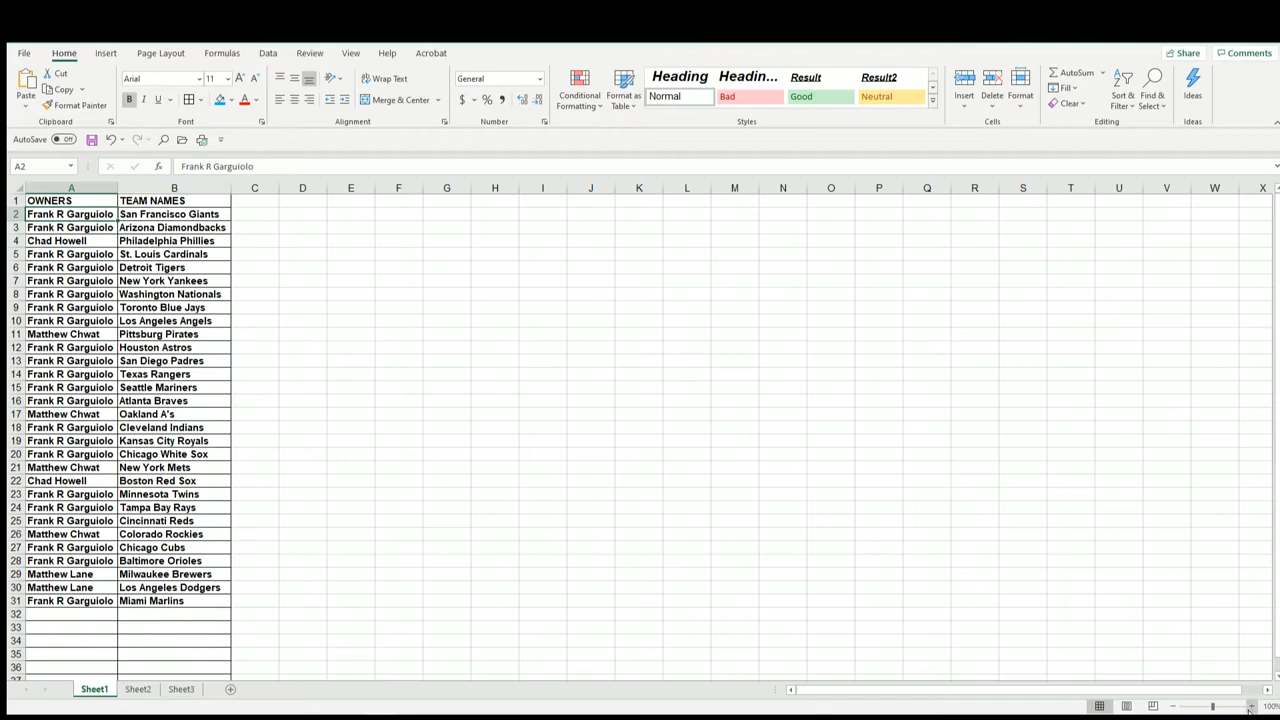 File Home Insert Page Layout Formulas Data Review View Help Acrobat Share Comments
Paste Cut Copy Format Painter Clipboard
Arial 11 B I U Font
Wrap Text Merge & Center Alignment
General $ % Number
Conditional Formatting Format as Table Heading Headin... Result Result2 Normal Bad Good Neutral Styles
Insert Delete Format Cells
AutoSum Fill Clear Sort & Filter Find & Select Editing
Ideas Ideas
AutoSave Off
A2 fx Frank R Garguiolo
A B C D E F G H I J K L M N O P Q R S T U V W X
1 OWNERS TEAM NAMES
2 Frank R Garguiolo San Francisco Giants
3 Frank R Garguiolo Arizona Diamondbacks
4 Chad Howell Philadelphia Phillies
5 Frank R Garguiolo St. Louis Cardinals
6 Frank R Garguiolo Detroit Tigers
7 Frank R Garguiolo New York Yankees
8 Frank R Garguiolo Washington Nationals
9 Frank R Garguiolo Toronto Blue Jays
10 Frank R Garguiolo Los Angeles Angels
11 Matthew Chwat Pittsburg Pirates
12 Frank R Garguiolo Houston Astros
13 Frank R Garguiolo San Diego Padres
14 Frank R Garguiolo Texas Rangers
15 Frank R Garguiolo Seattle Mariners
16 Frank R Garguiolo Atlanta Braves
17 Matthew Chwat Oakland A's
18 Frank R Garguiolo Cleveland Indians
19 Frank R Garguiolo Kansas City Royals
20 Frank R Garguiolo Chicago White Sox
21 Matthew Chwat New York Mets
22 Chad Howell Boston Red Sox
23 Frank R Garguiolo Minnesota Twins
24 Frank R Garguiolo Tampa Bay Rays
25 Frank R Garguiolo Cincinnati Reds
26 Matthew Chwat Colorado Rockies
27 Frank R Garguiolo Chicago Cubs
28 Frank R Garguiolo Baltimore Orioles
29 Matthew Lane Milwaukee Brewers
30 Matthew Lane Los Angeles Dodgers
31 Frank R Garguiolo Miami Marlins
32
33
34
35
36
Sheet1 Sheet2 Sheet3
100%